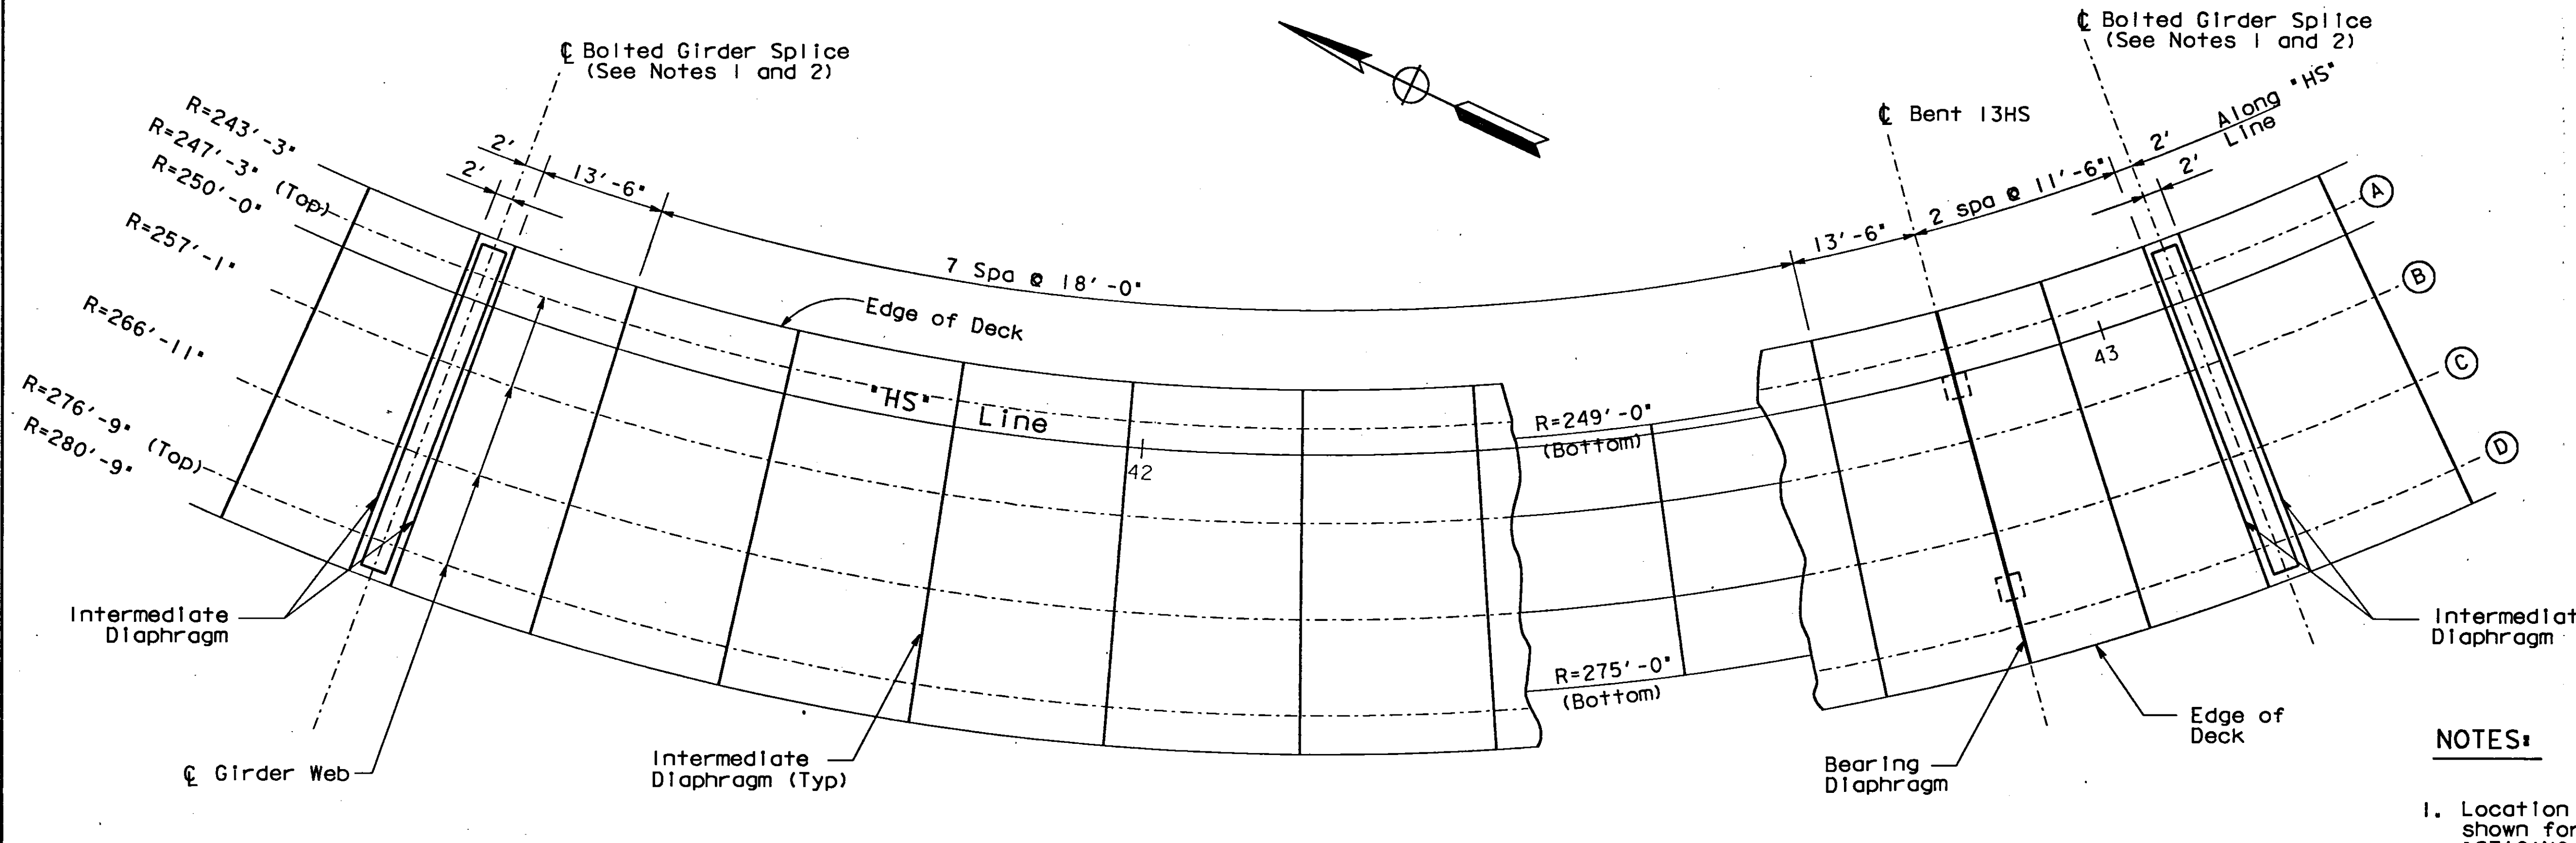 ℄ Bolted Girder Splice
(See Notes 1 and 2)
℄ Bolted Girder Splice
(See Notes 1 and 2)
Along "HS"
Line
℄ Bent 13HS
R=243'-3"
R=247'-3" (Top)
R=250'-0"
R=257'-1"
R=266'-11"
R=276'-9" (Top)
R=280'-9"
2'
2'
13'-6"
7 Spa @ 18'-0"
13'-6"
2 spa @ 11'-6"
2'
2'
Edge of Deck
"HS" Line
42
43
R=249'-0"
(Bottom)
R=275'-0"
(Bottom)
A
B
C
D
Intermediate
Diaphragm
℄ Girder Web
Intermediate
Diaphragm (Typ)
Bearing
Diaphragm
Edge of
Deck
Intermediat
Diaphragm
NOTES:
1. Location
shown for